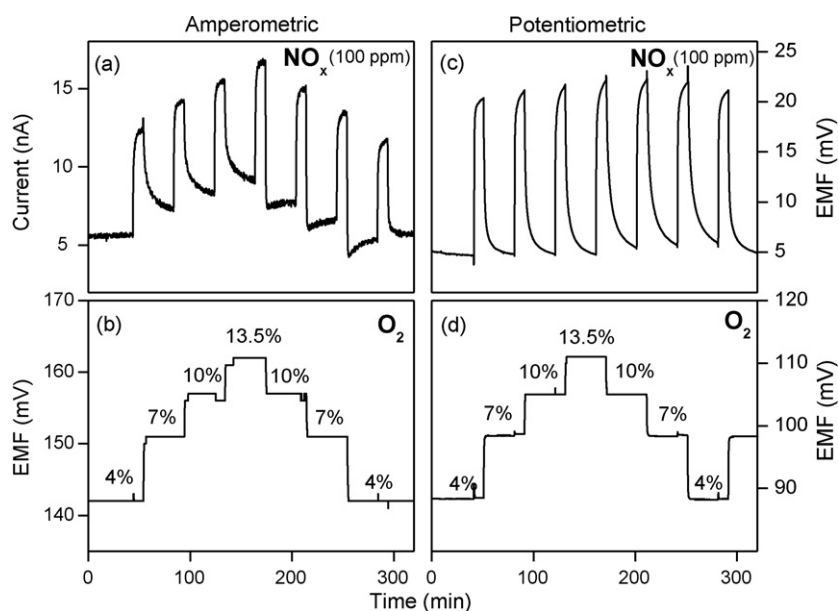 Amperometric
Potentiometric
(a)
NOx (100 ppm)
(c)
NOx (100 ppm)
Current (nA)
15
10
5
25
20
15
10
5
EMF (mV)
(b)
O2
(d)
O2
EMF (mV)
170
160
150
140
4%
7%
10%
13.5%
10%
7%
4%
4%
7%
10%
13.5%
10%
7%
4%
120
110
100
90
EMF (mV)
0
100
200
300
0
100
200
300
Time (min)